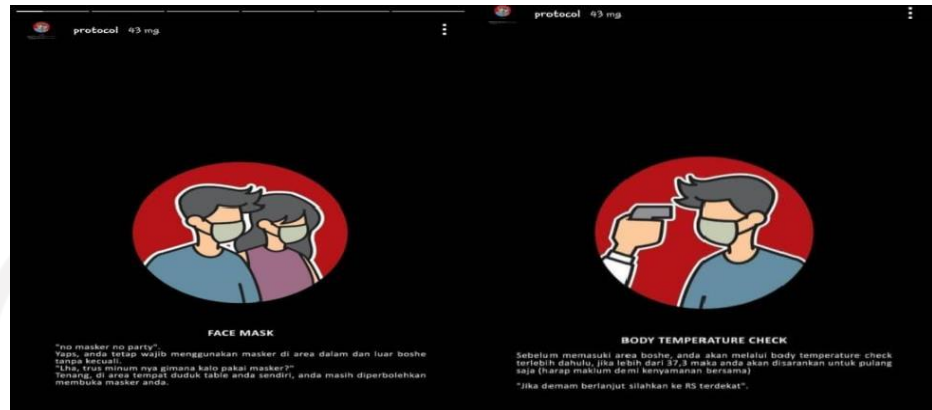 protocol 43 mg
FACE MASK
"no masker no party".
Yaps, anda tetap wajib menggunakan masker di area dalam dan luar boshe
tanpa kecuali.
"Lha, trus minum nya gimana kalo pakai masker?"
Tenang, di area tempat duduk table anda sendiri, anda masih diperbolehkan
membuka masker anda.
protocol 43 mg
BODY TEMPERATURE CHECK
Sebelum memasuki area boshe, anda akan melalui body temperature check
terlebih dahulu, jika lebih dari 37,3 maka anda akan disarankan untuk pulang
saja (harap maklum demi kenyamanan bersama)
"Jika demam berlanjut silahkan ke RS terdekat".